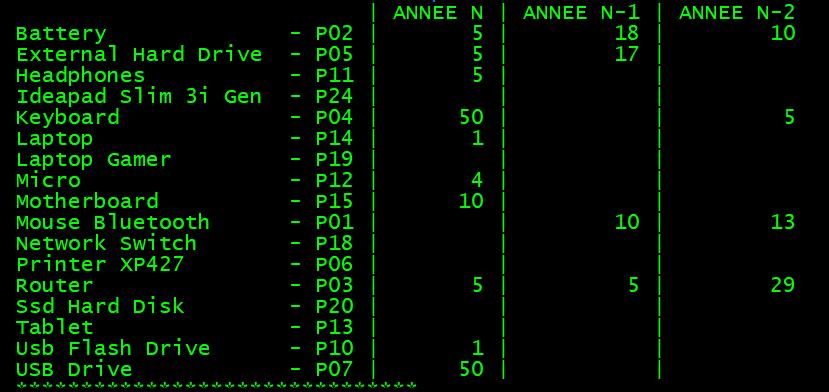 | ANNEE N | ANNEE N-1 | ANNEE N-2
Battery - P02 | 5 | 18 | 10
External Hard Drive - P05 | 5 | 17 |
Headphones - P11 | 5 | |
Ideapad Slim 3i Gen - P24 | | |
Keyboard - P04 | 50 | | 5
Laptop - P14 | 1 | |
Laptop Gamer - P19 | | |
Micro - P12 | 4 | |
Motherboard - P15 | 10 | |
Mouse Bluetooth - P01 | | 10 | 13
Network Switch - P18 | | |
Printer XP427 - P06 | | |
Router - P03 | 5 | 5 | 29
Ssd Hard Disk - P20 | | |
Tablet - P13 | | |
Usb Flash Drive - P10 | 1 | |
USB Drive - P07 | 50 | |
*******************************